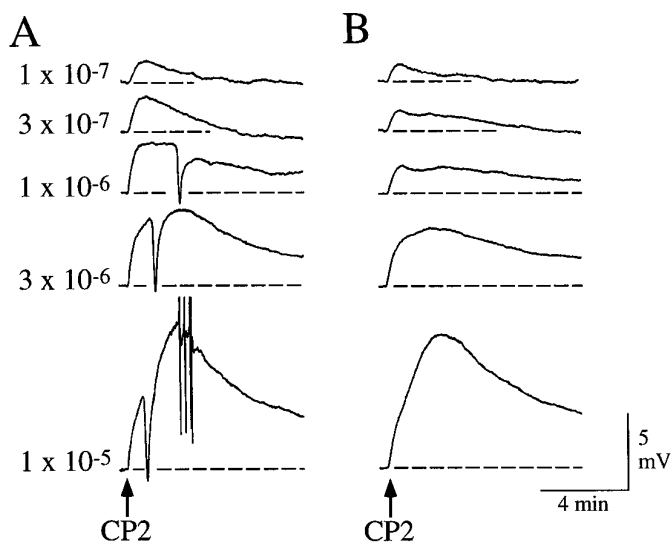 A B
1 x 10-7
3 x 10-7
1 x 10-6
3 x 10-6
1 x 10-5
5
mV
4 min
CP2 CP2